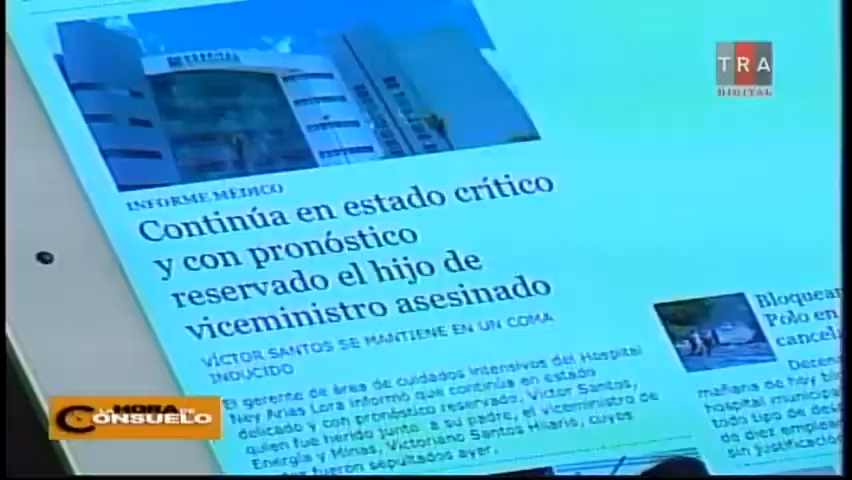 TRA
DIGITAL
INFORME MÉDICO
Continúa en estado crítico
y con pronóstico
reservado el hijo de
viceministro asesinado
VÍCTOR SANTOS SE MANTIENE EN UN COMA
INDUCIDO
El gerente de área de cuidados intensivos del Hospital
Ney Arias Lora informó que continúa en estado
delicado y con pronóstico reservado. Víctor Santos,
quien fue herido junto a su padre, el viceministro de
Energía y Minas, Victoriano Santos Hilario, cuyos
fueron sepultados ayer.
Bloquean
Polo en
cancela
Decen
mañana de hoy bl
hospital municipa
todo tipo de des
de diez emplea
sin justificación
LA HORA DE
CONSUELO